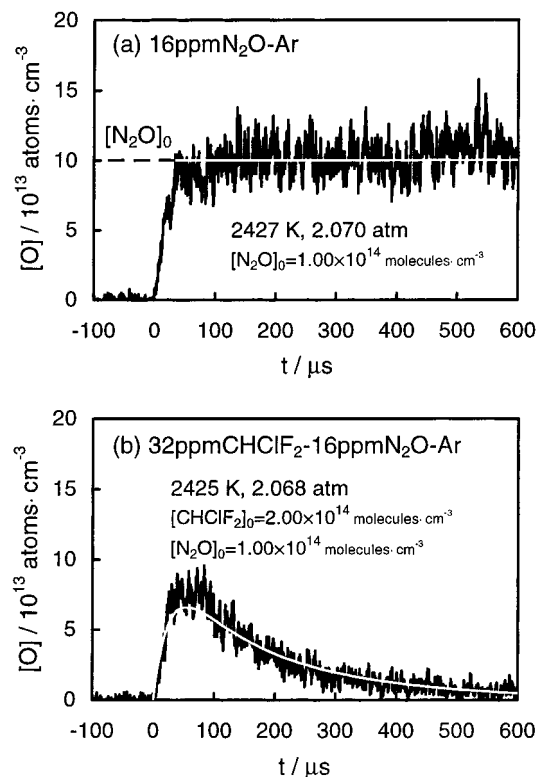 (a) 16ppmN₂O-Ar
[N₂O]₀
2427 K, 2.070 atm
[N₂O]₀=1.00×10¹⁴ molecules·cm⁻³
[O] / 10¹³ atoms·cm⁻³
20
15
10
5
0
-100 0 100 200 300 400 500 600
t / μs
(b) 32ppmCHClF₂-16ppmN₂O-Ar
2425 K, 2.068 atm
[CHClF₂]₀=2.00×10¹⁴ molecules·cm⁻³
[N₂O]₀=1.00×10¹⁴ molecules·cm⁻³
[O] / 10¹³ atoms·cm⁻³
20
15
10
5
0
-100 0 100 200 300 400 500 600
t / μs